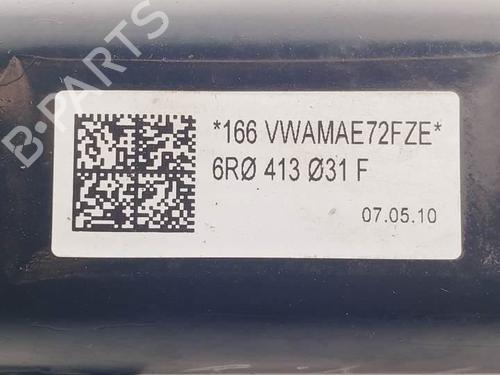 *166 VWAMAE72FZE*
6RØ 413 Ø31 F
07.05.10
B-PARTS